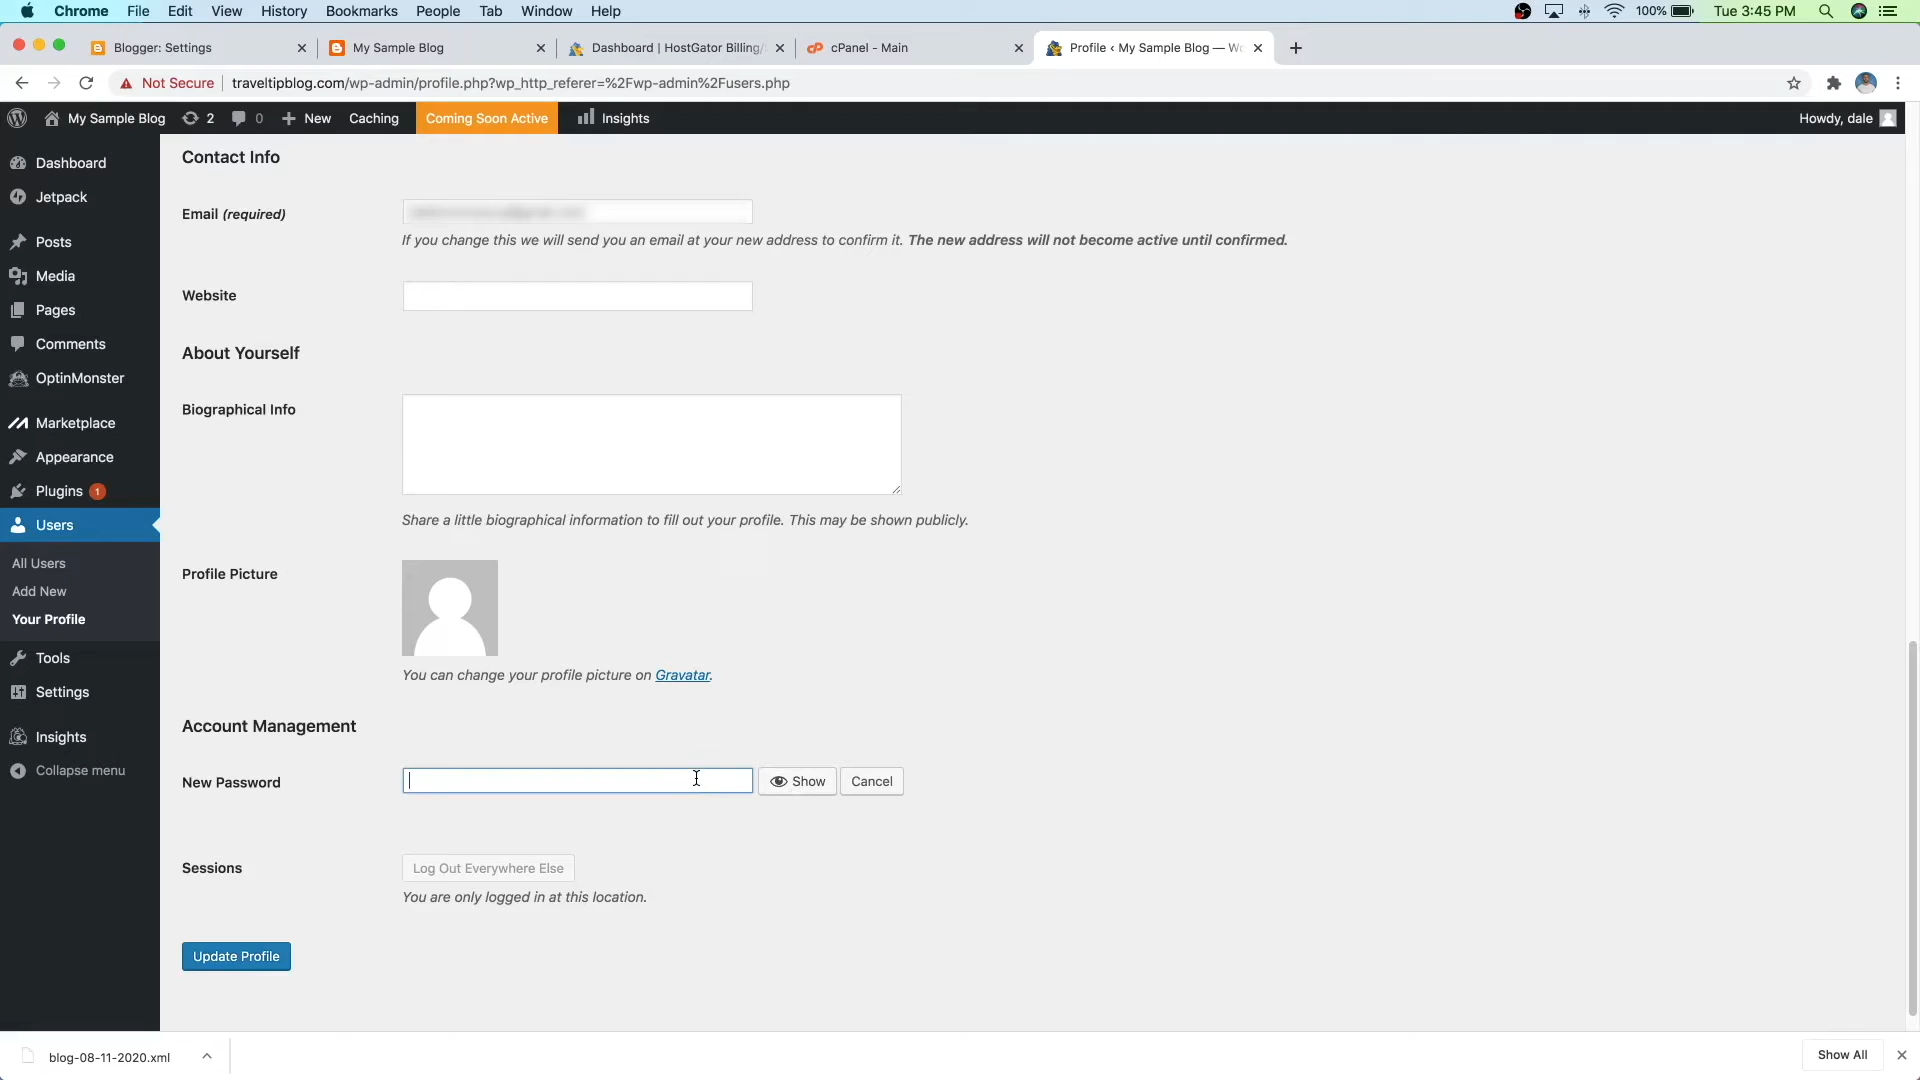 Chrome File Edit View History Bookmarks People Tab Window Help
100% Tue 3:45 PM
Blogger: Settings
My Sample Blog
Dashboard | HostGator Billing/
cPanel - Main
Profile ‹ My Sample Blog — Wo
Not Secure
traveltipblog.com/wp-admin/profile.php?wp_http_referer=%2Fwp-admin%2Fusers.php
My Sample Blog 2 0 New Caching Coming Soon Active Insights
Howdy, dale
Dashboard
Jetpack
Posts
Media
Pages
Comments
OptinMonster
Marketplace
Appearance
Plugins 1
Users
All Users
Add New
Your Profile
Tools
Settings
Insights
Collapse menu
Contact Info
Email (required)
If you change this we will send you an email at your new address to confirm it. The new address will not become active until confirmed.
Website
About Yourself
Biographical Info
Share a little biographical information to fill out your profile. This may be shown publicly.
Profile Picture
You can change your profile picture on Gravatar.
Account Management
New Password
Show
Cancel
Sessions
Log Out Everywhere Else
You are only logged in at this location.
Update Profile
blog-08-11-2020.xml
Show All